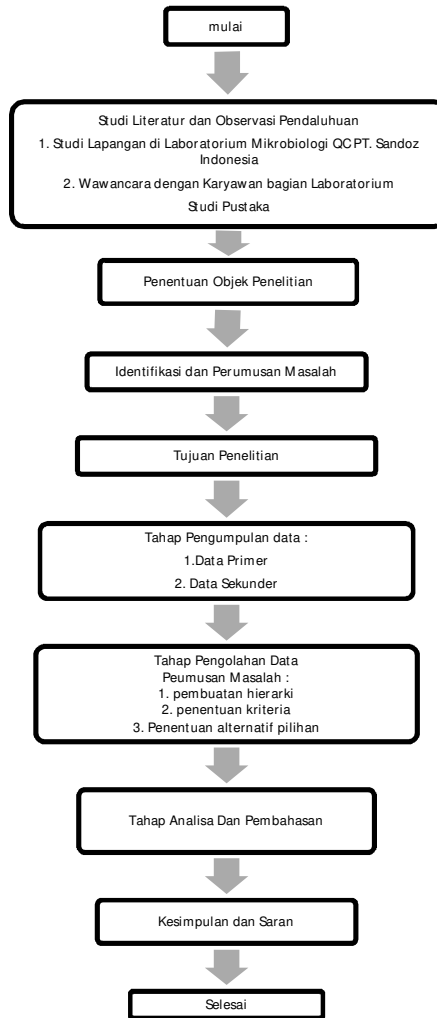 mulai
Studi Literatur dan Observasi Pendaluhuan
1. Studi Lapangan di Laboratorium Mikrobiologi QCPT. Sandoz
Indonesia
2. Wawancara dengan Karyawan bagian Laboratorium
Studi Pustaka
Penentuan Objek Penelitian
Identifikasi dan Perumusan Masalah
Tujuan Penelitian
Tahap Pengumpulan data :
1.Data Primer
2. Data Sekunder
Tahap Pengolahan Data
Peumusan Masalah :
1. pembuatan hierarki
2. penentuan kriteria
3. Penentuan alternatif pilihan
Tahap Analisa Dan Pembahasan
Kesimpulan dan Saran
Selesai